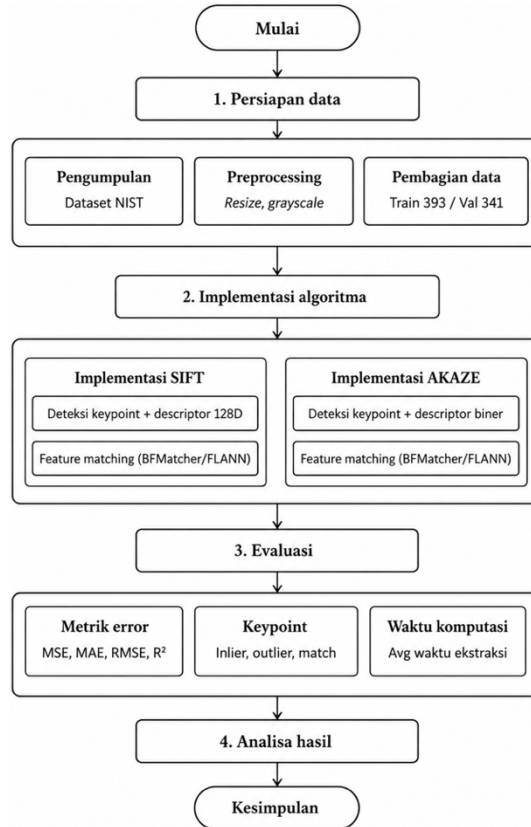 Mulai
1. Persiapan data
Pengumpulan
Dataset NIST
Preprocessing
Resize, grayscale
Pembagian data
Train 393 / Val 341
2. Implementasi algoritma
Implementasi SIFT
Deteksi keypoint + descriptor 128D
Feature matching (BFMatcher/FLANN)
Implementasi AKAZE
Deteksi keypoint + descriptor biner
Feature matching (BFMatcher/FLANN)
3. Evaluasi
Metrik error
MSE, MAE, RMSE, R²
Keypoint
Inlier, outlier, match
Waktu komputasi
Avg waktu ekstraksi
4. Analisa hasil
Kesimpulan